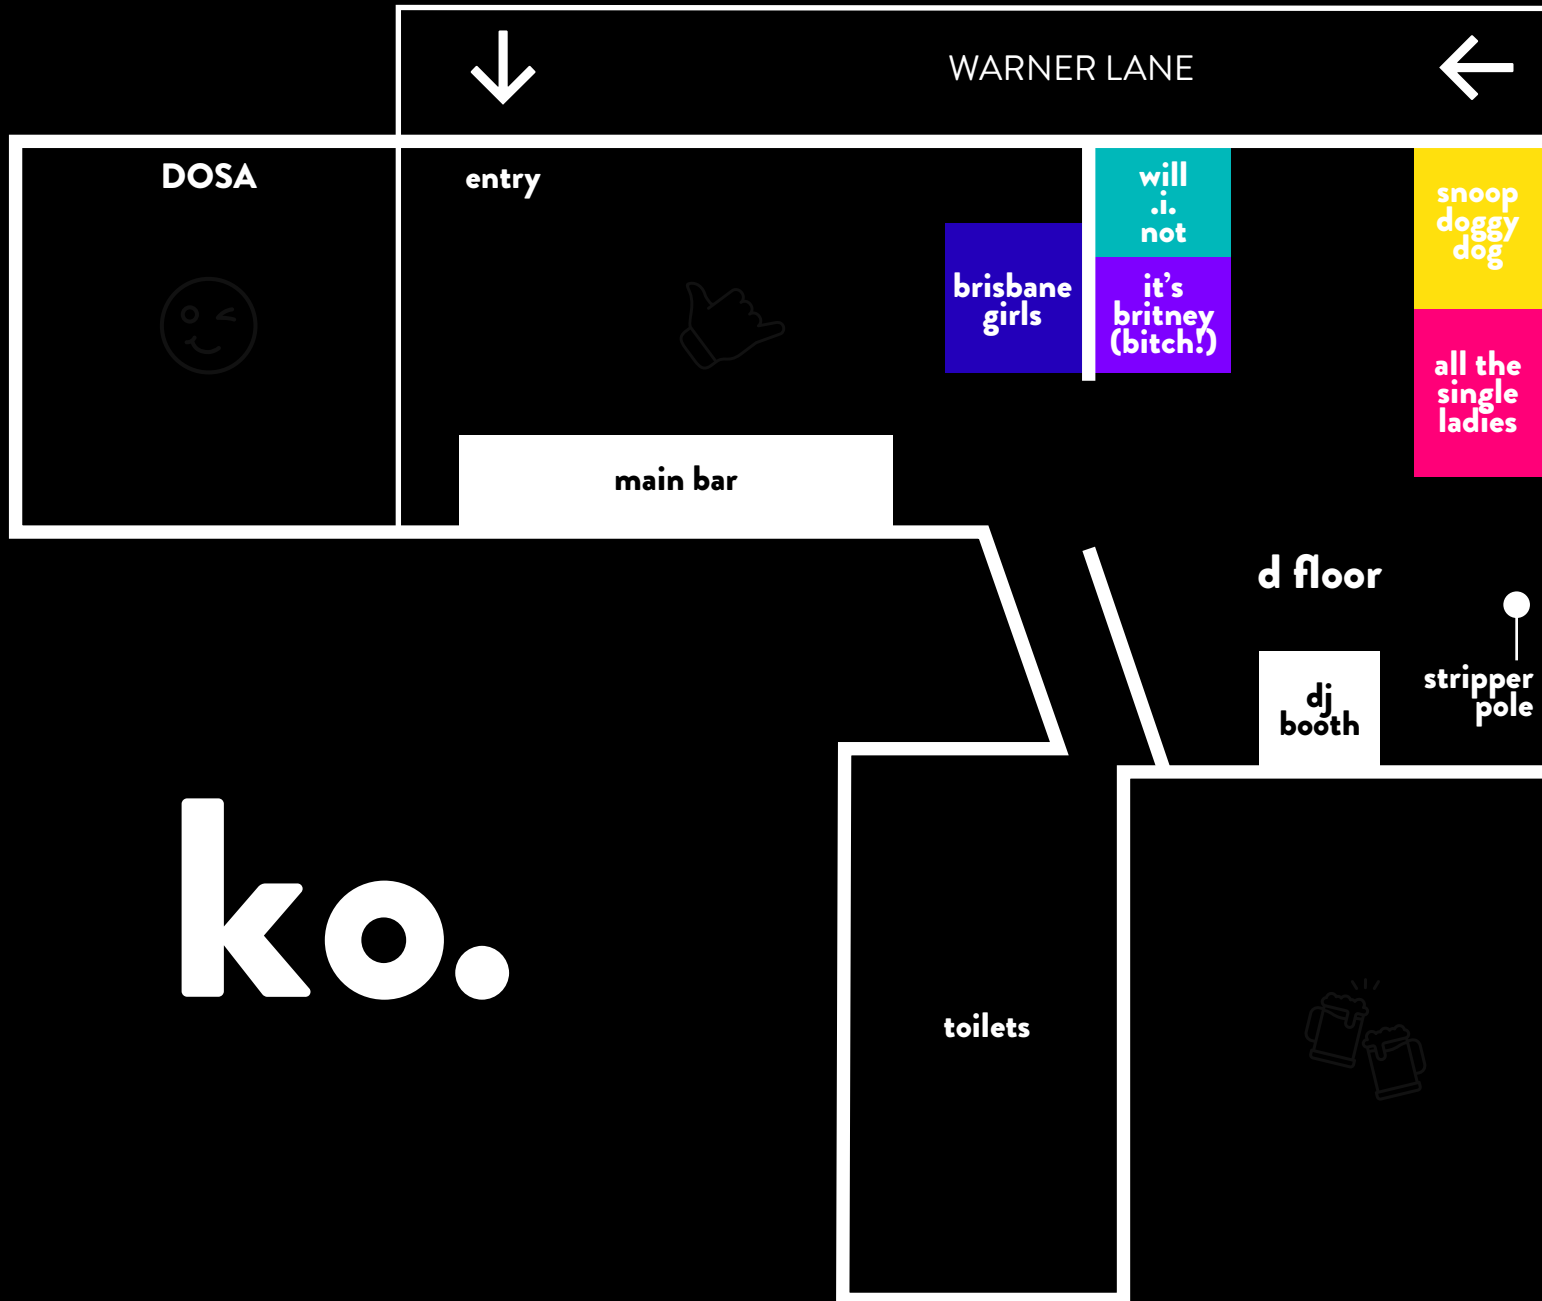 WARNER LANE
DOSA
entry
will
.i.
not
snoop
doggy
dog
brisbane
girls
it’s
britney
(bitch!)
all the
single
ladies
main bar
d floor
stripper
pole
dj
booth
ko.
toilets